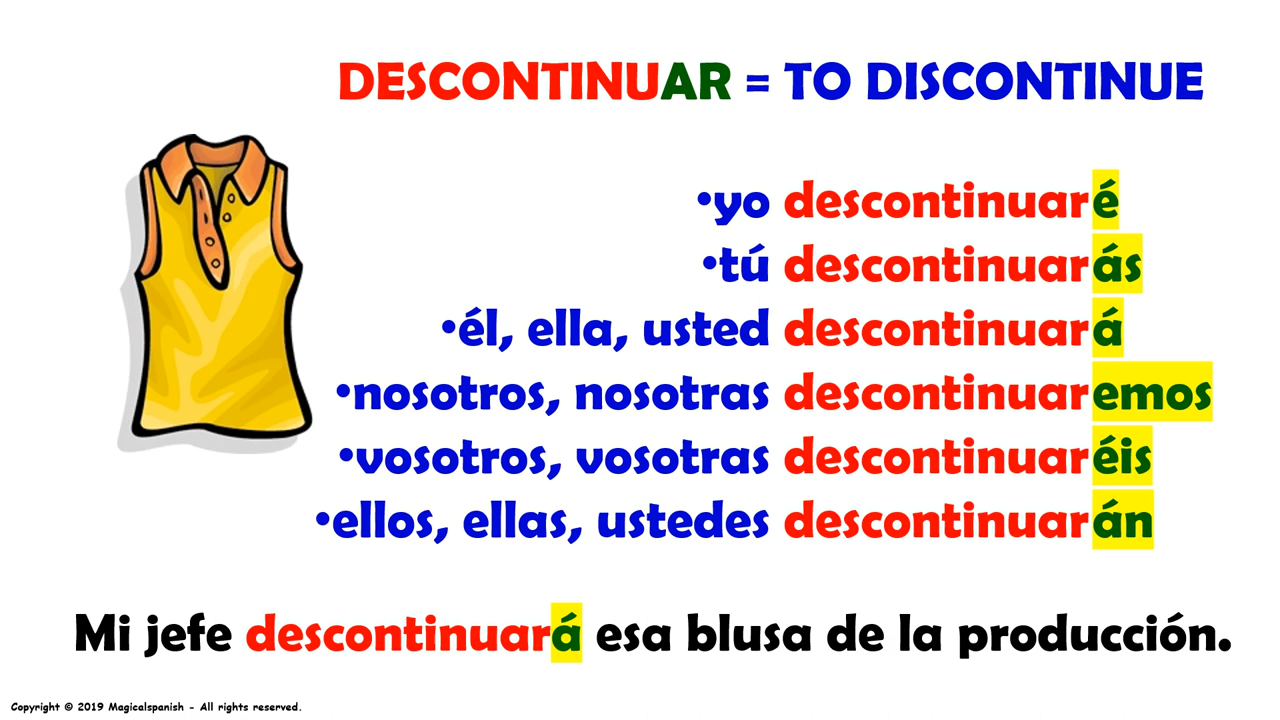 DESCONTINUAR = TO DISCONTINUE
•yo descontinuaré
•tú descontinuarás
•él, ella, usted descontinuará
•nosotros, nosotras descontinuaremos
•vosotros, vosotras descontinuaréis
•ellos, ellas, ustedes descontinuarán
Mi jefe descontinuará esa blusa de la producción.
Copyright © 2019 Magicalspanish - All rights reserved.